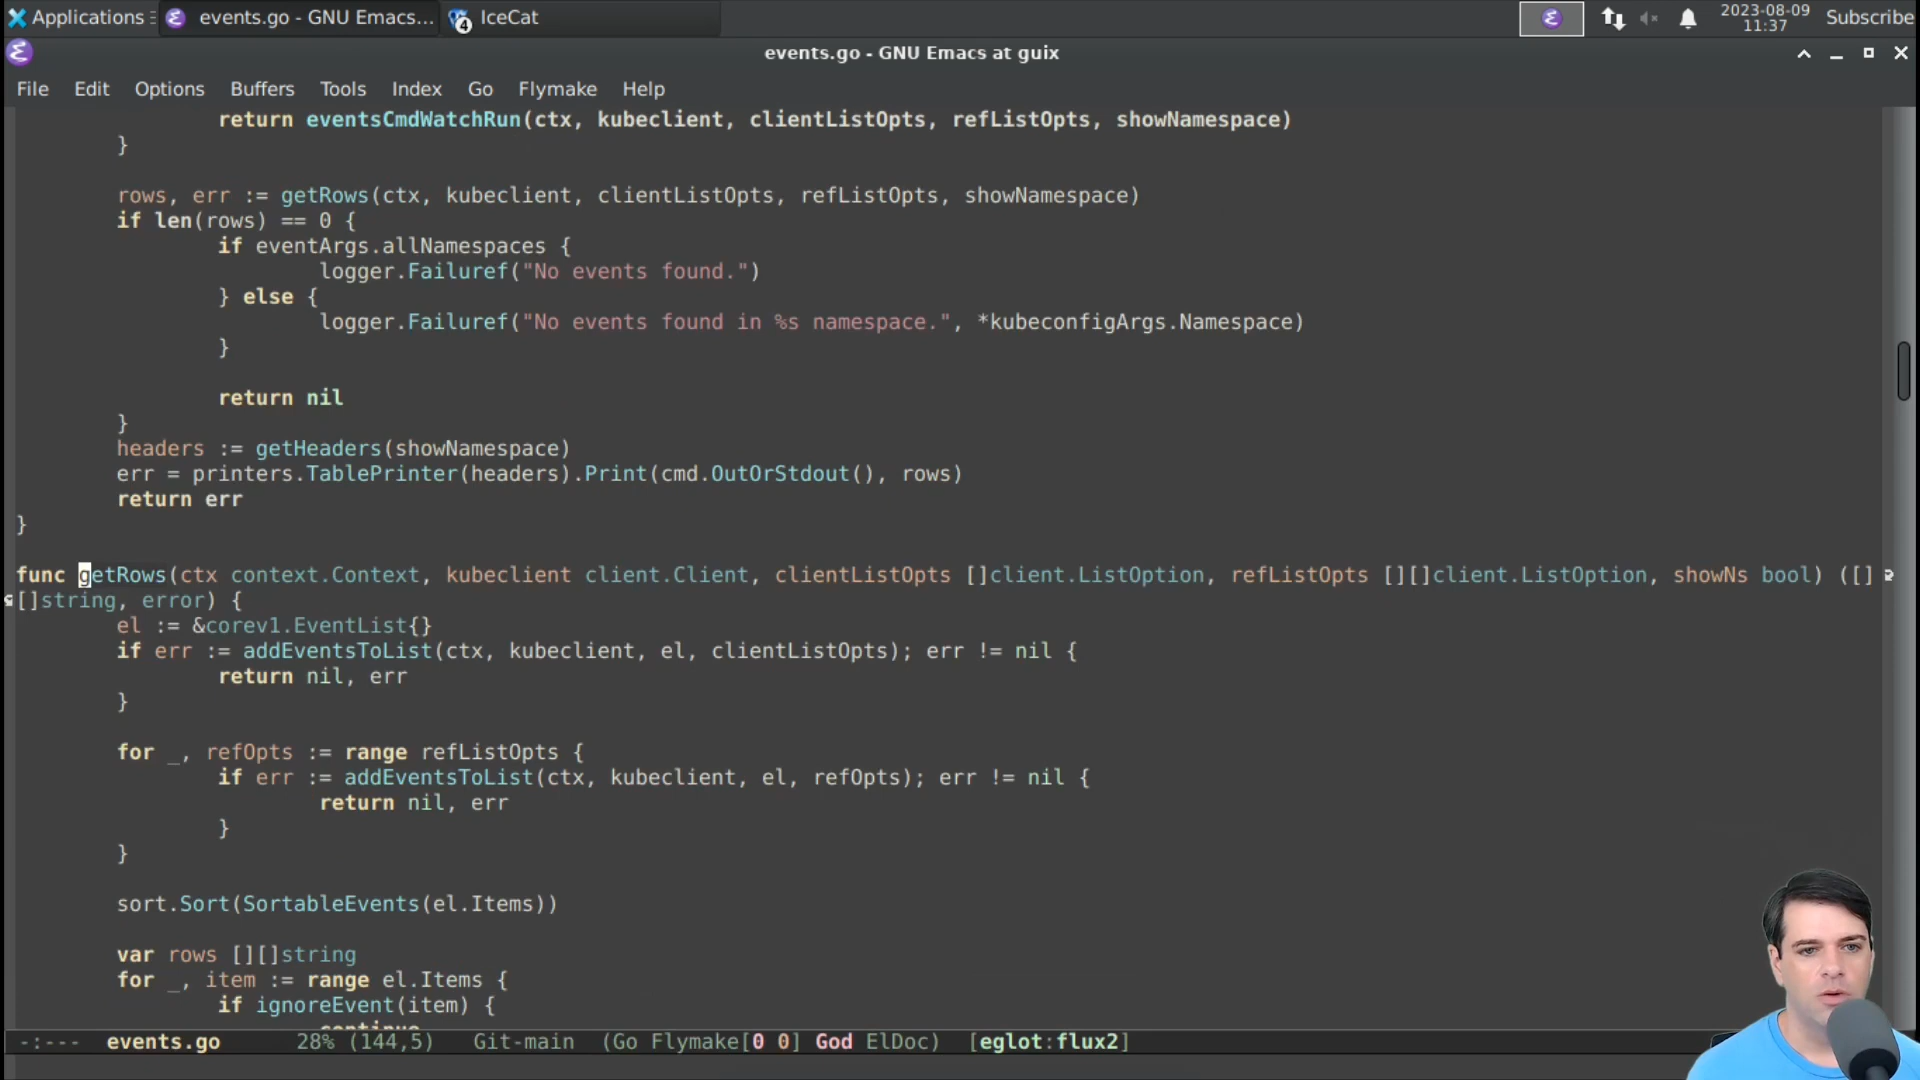 Applications
events.go - GNU Emacs...
4
IceCat
2023-08-09
11:37
Subscribe
events.go - GNU Emacs at guix
File Edit Options Buffers Tools Index Go Flymake Help
return eventsCmdWatchRun(ctx, kubeclient, clientListOpts, refListOpts, showNamespace)
}
rows, err := getRows(ctx, kubeclient, clientListOpts, refListOpts, showNamespace)
if len(rows) == 0 {
if eventArgs.allNamespaces {
logger.Failuref("No events found.")
} else {
logger.Failuref("No events found in %s namespace.", *kubeconfigArgs.Namespace)
}
return nil
}
headers := getHeaders(showNamespace)
err = printers.TablePrinter(headers).Print(cmd.OutOrStdout(), rows)
return err
}
func getRows(ctx context.Context, kubeclient client.Client, clientListOpts []client.ListOption, refListOpts [][]client.ListOption, showNs bool) ([]
[]string, error) {
el := &corev1.EventList{}
if err := addEventsToList(ctx, kubeclient, el, clientListOpts); err != nil {
return nil, err
}
for _, refOpts := range refListOpts {
if err := addEventsToList(ctx, kubeclient, el, refOpts); err != nil {
return nil, err
}
}
sort.Sort(SortableEvents(el.Items))
var rows [][]string
for _, item := range el.Items {
if ignoreEvent(item) {
continue
-:--- events.go 28% (144,5) Git-main (Go Flymake[0 0] God ElDoc) [eglot:flux2]